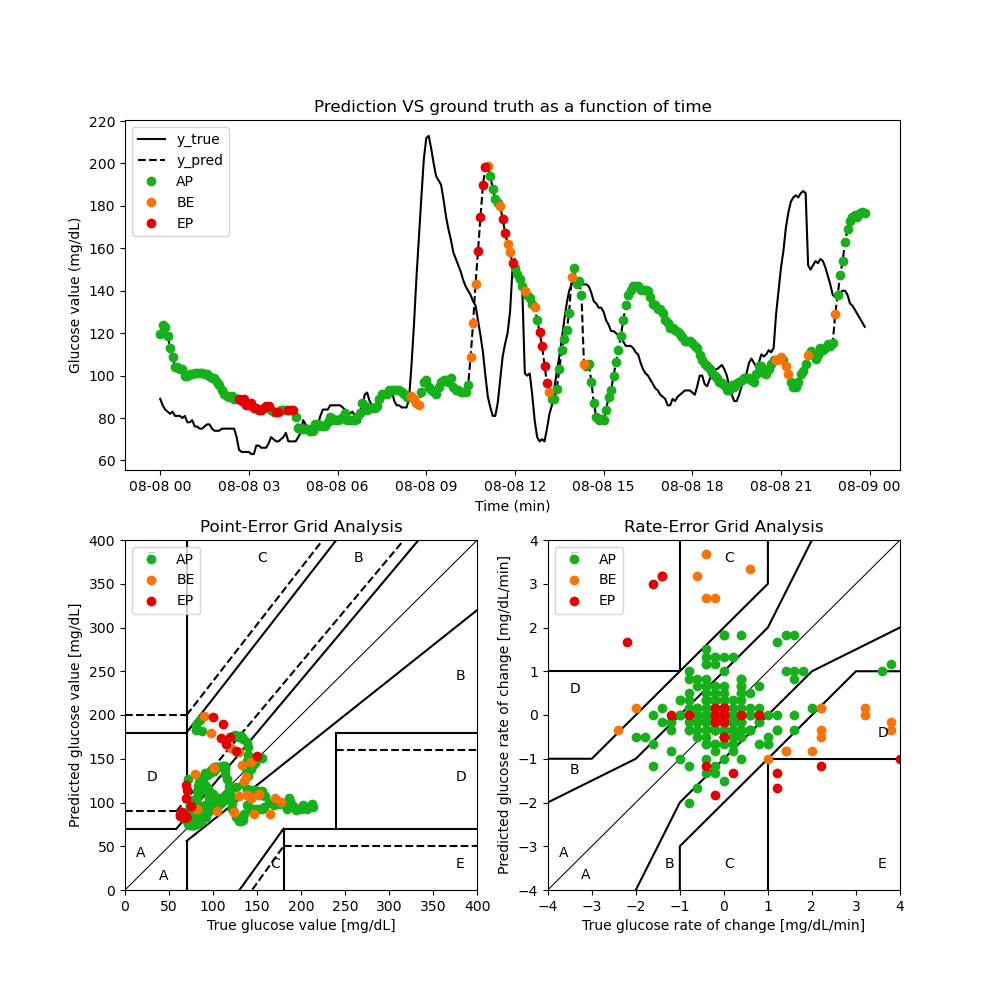 Prediction VS ground truth as a function of time
Glucose value (mg/dL)
220
200
180
160
140
120
100
80
60
y_true
y_pred
AP
BE
EP
08-08 00 08-08 03 08-08 06 08-08 09 08-08 12 08-08 15 08-08 18 08-08 21 08-09 00
Time (min)
Point-Error Grid Analysis
Predicted glucose value [mg/dL]
400
350
300
250
200
150
100
50
0
AP
BE
EP
C
B
B
D
D
A
A
C
E
0 50 100 150 200 250 300 350 400
True glucose value [mg/dL]
Rate-Error Grid Analysis
Predicted glucose rate of change [mg/dL/min]
4
3
2
1
0
−1
−2
−3
−4
AP
BE
EP
C
D
D
B
A
A
B
C
E
−4 −3 −2 −1 0 1 2 3 4
True glucose rate of change [mg/dL/min]